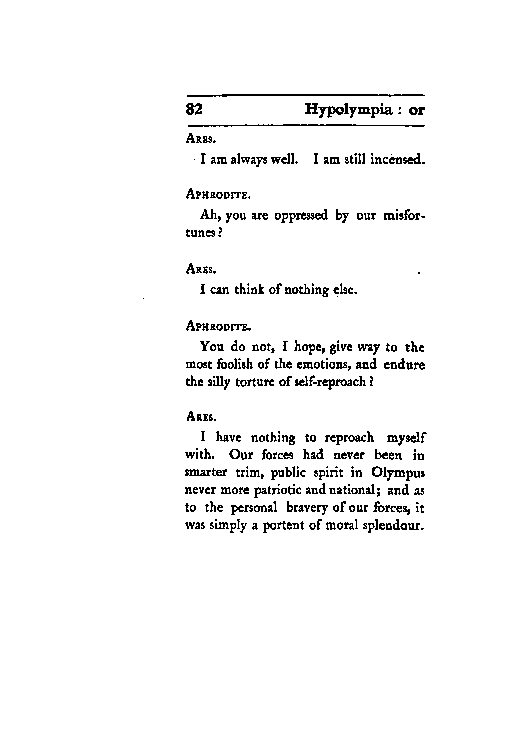 82 Hypolympia : or
Ares.
I am always well. I am still incensed.
Aphrodite.
Ah, you are oppressed by our misfor-
tunes ?
Ares.
I can think of nothing else.
Aphrodite.
You do not, I hope, give way to the
most foolish of the emotions, and endure
the silly torture of self-reproach ?
Ares.
I have nothing to reproach myself
with. Our forces had never been in
smarter trim, public spirit in Olympus
never more patriotic and national; and as
to the personal bravery of our forces, it
was simply a portent of moral splendour.